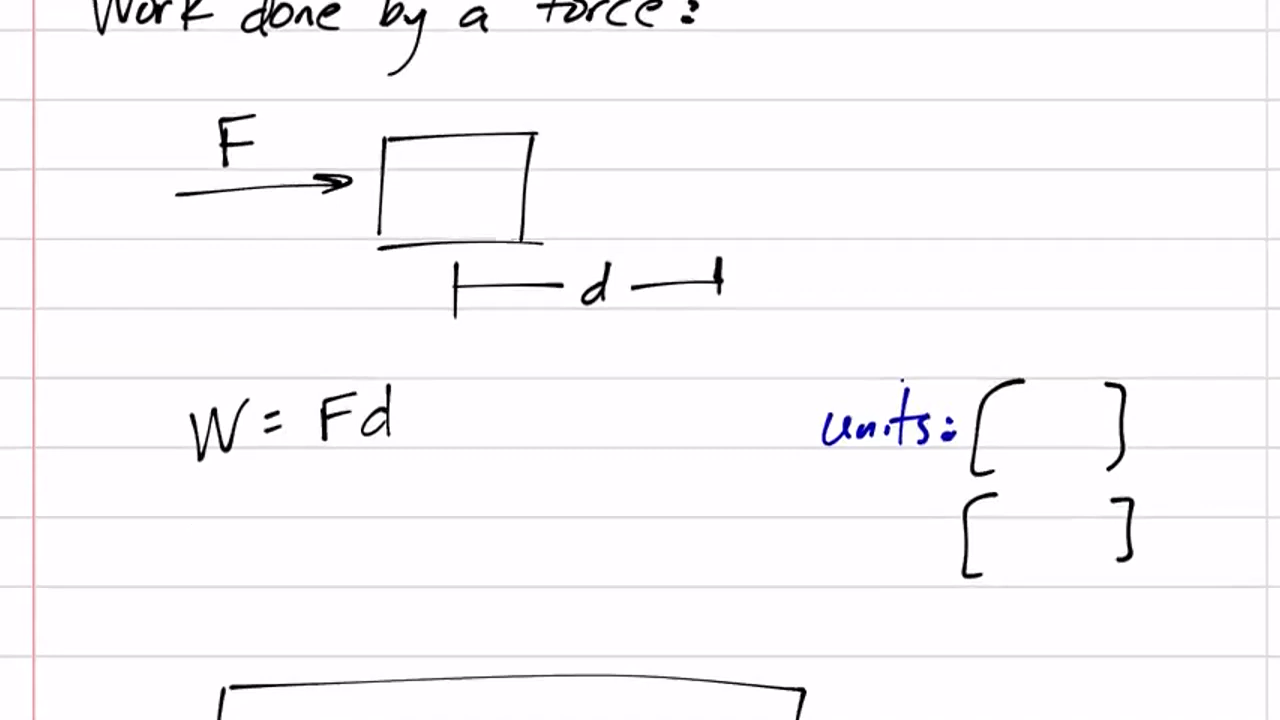 Work done by a force:
F
d
W = Fd
units: [ ]
[ ]